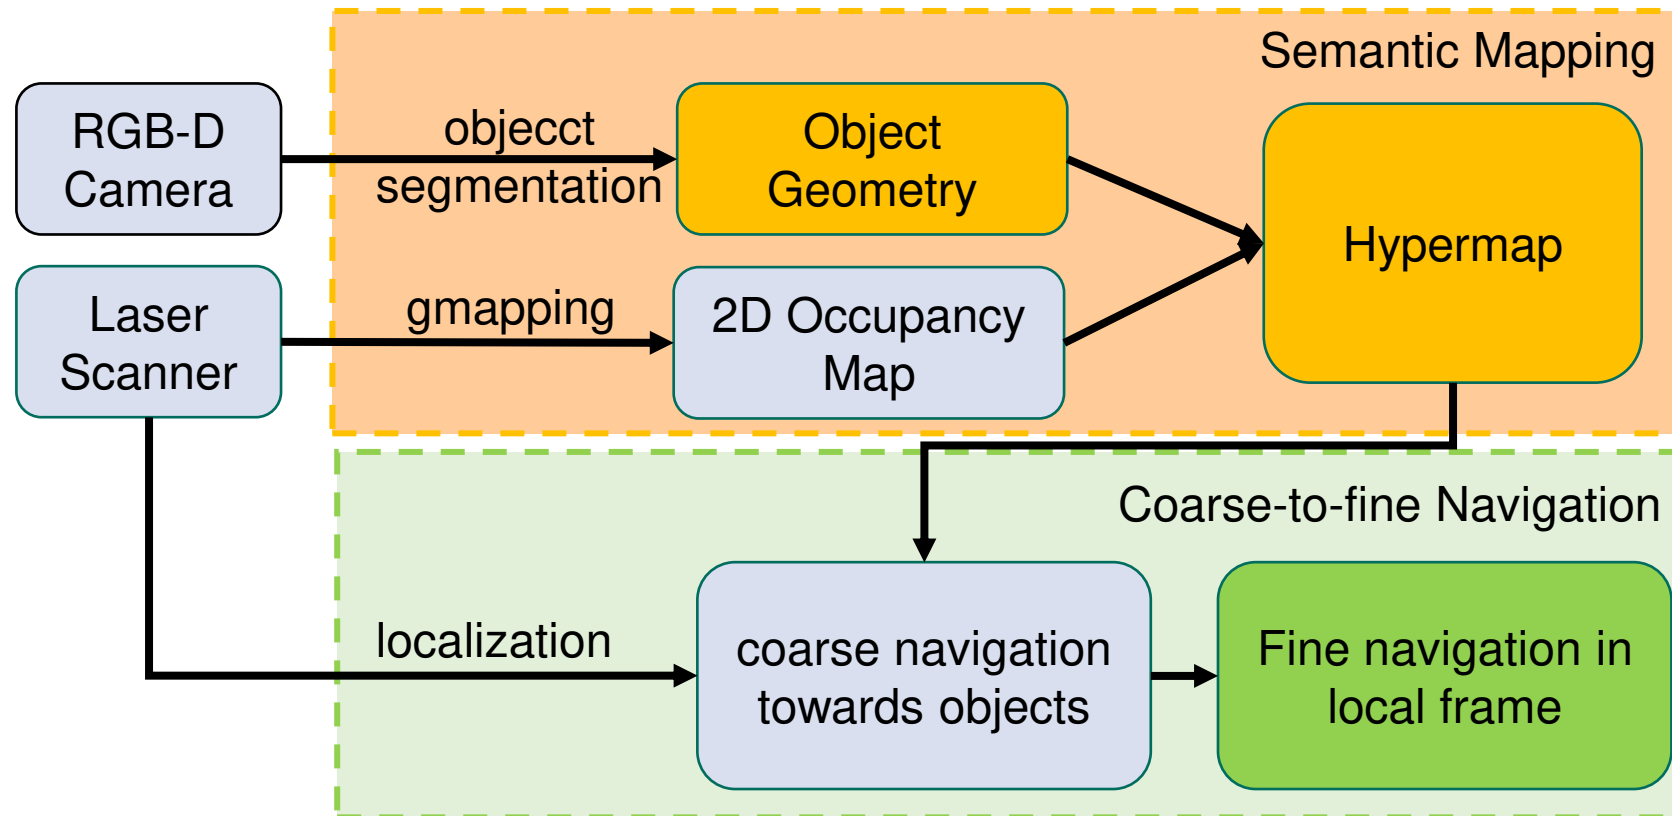 Semantic Mapping
RGB-D
Camera
objecct
segmentation
Object
Geometry
Hypermap
Laser
Scanner
gmapping
2D Occupancy
Map
Coarse-to-fine Navigation
localization
coarse navigation
towards objects
Fine navigation in
local frame